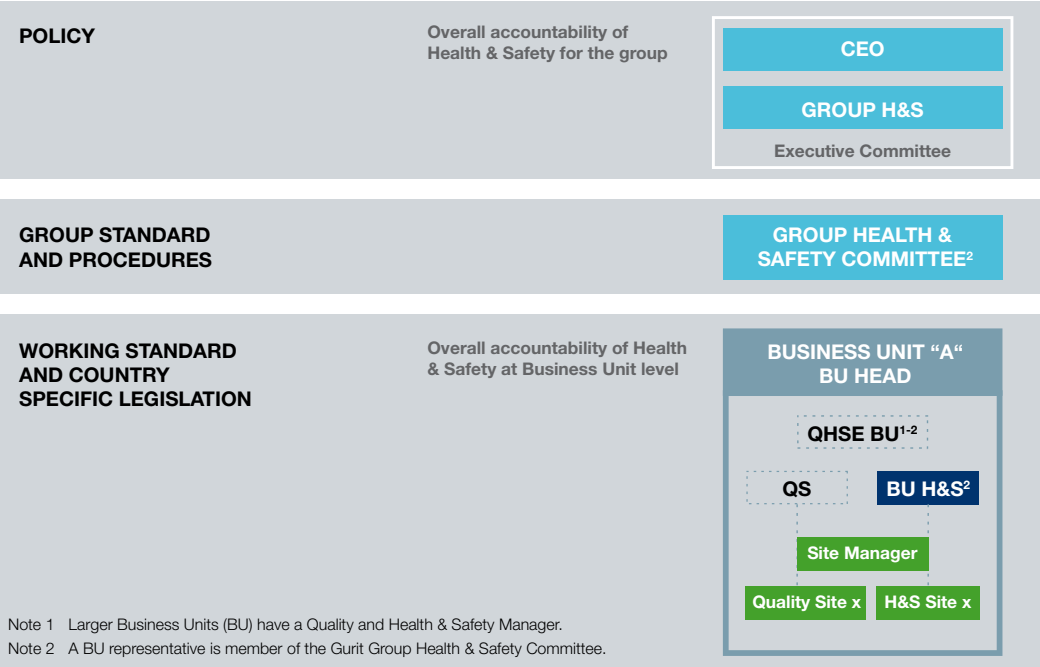 POLICY
Overall accountability of
Health & Safety for the group
CEO
GROUP H&S
Executive Committee
GROUP STANDARD
AND PROCEDURES
GROUP HEALTH &
SAFETY COMMITTEE²
WORKING STANDARD
AND COUNTRY
SPECIFIC LEGISLATION
Overall accountability of Health
& Safety at Business Unit level
BUSINESS UNIT “A“
BU HEAD
QHSE BU¹⁻²
QS
BU H&S²
Site Manager
Quality Site x
H&S Site x
Note 1 Larger Business Units (BU) have a Quality and Health & Safety Manager.
Note 2 A BU representative is member of the Gurit Group Health & Safety Committee.